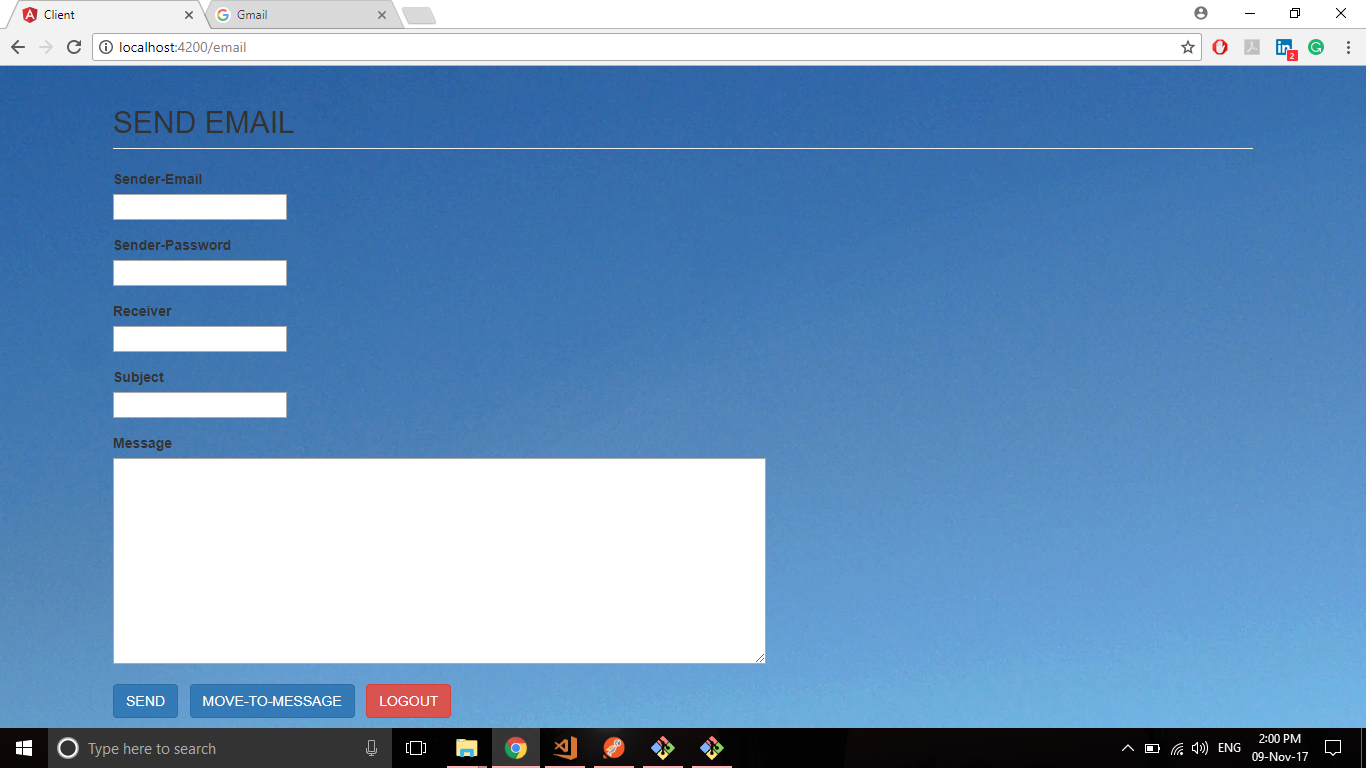 Client
Gmail
localhost:4200/email
2
SEND EMAIL
Sender-Email
Sender-Password
Receiver
Subject
Message
SEND
MOVE-TO-MESSAGE
LOGOUT
Type here to search
ENG
2:00 PM
09-Nov-17